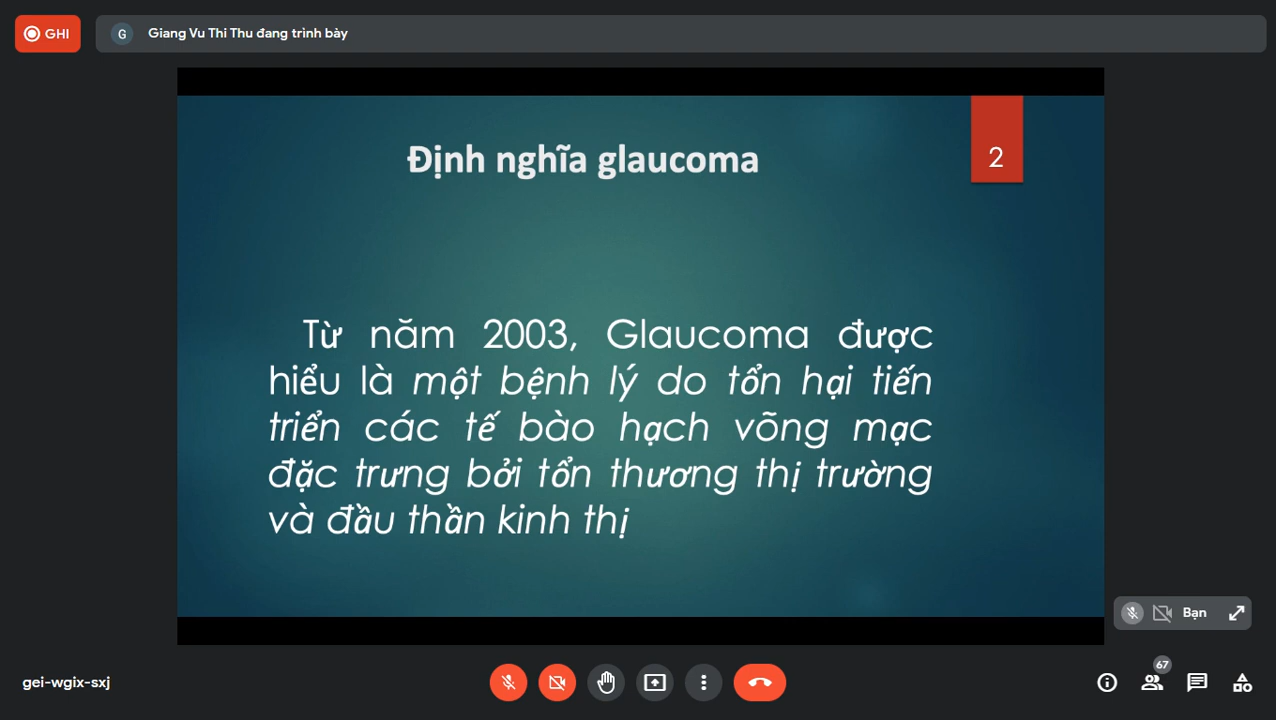 GHI
G
Giang Vu Thi Thu đang trình bày
Định nghĩa glaucoma
2
Từ năm 2003, Glaucoma được
hiểu là một bệnh lý do tổn hại tiến
triển các tế bào hạch võng mạc
đặc trưng bởi tổn thương thị trường
và đầu thần kinh thị
Bạn
gei-wgix-sxj
67